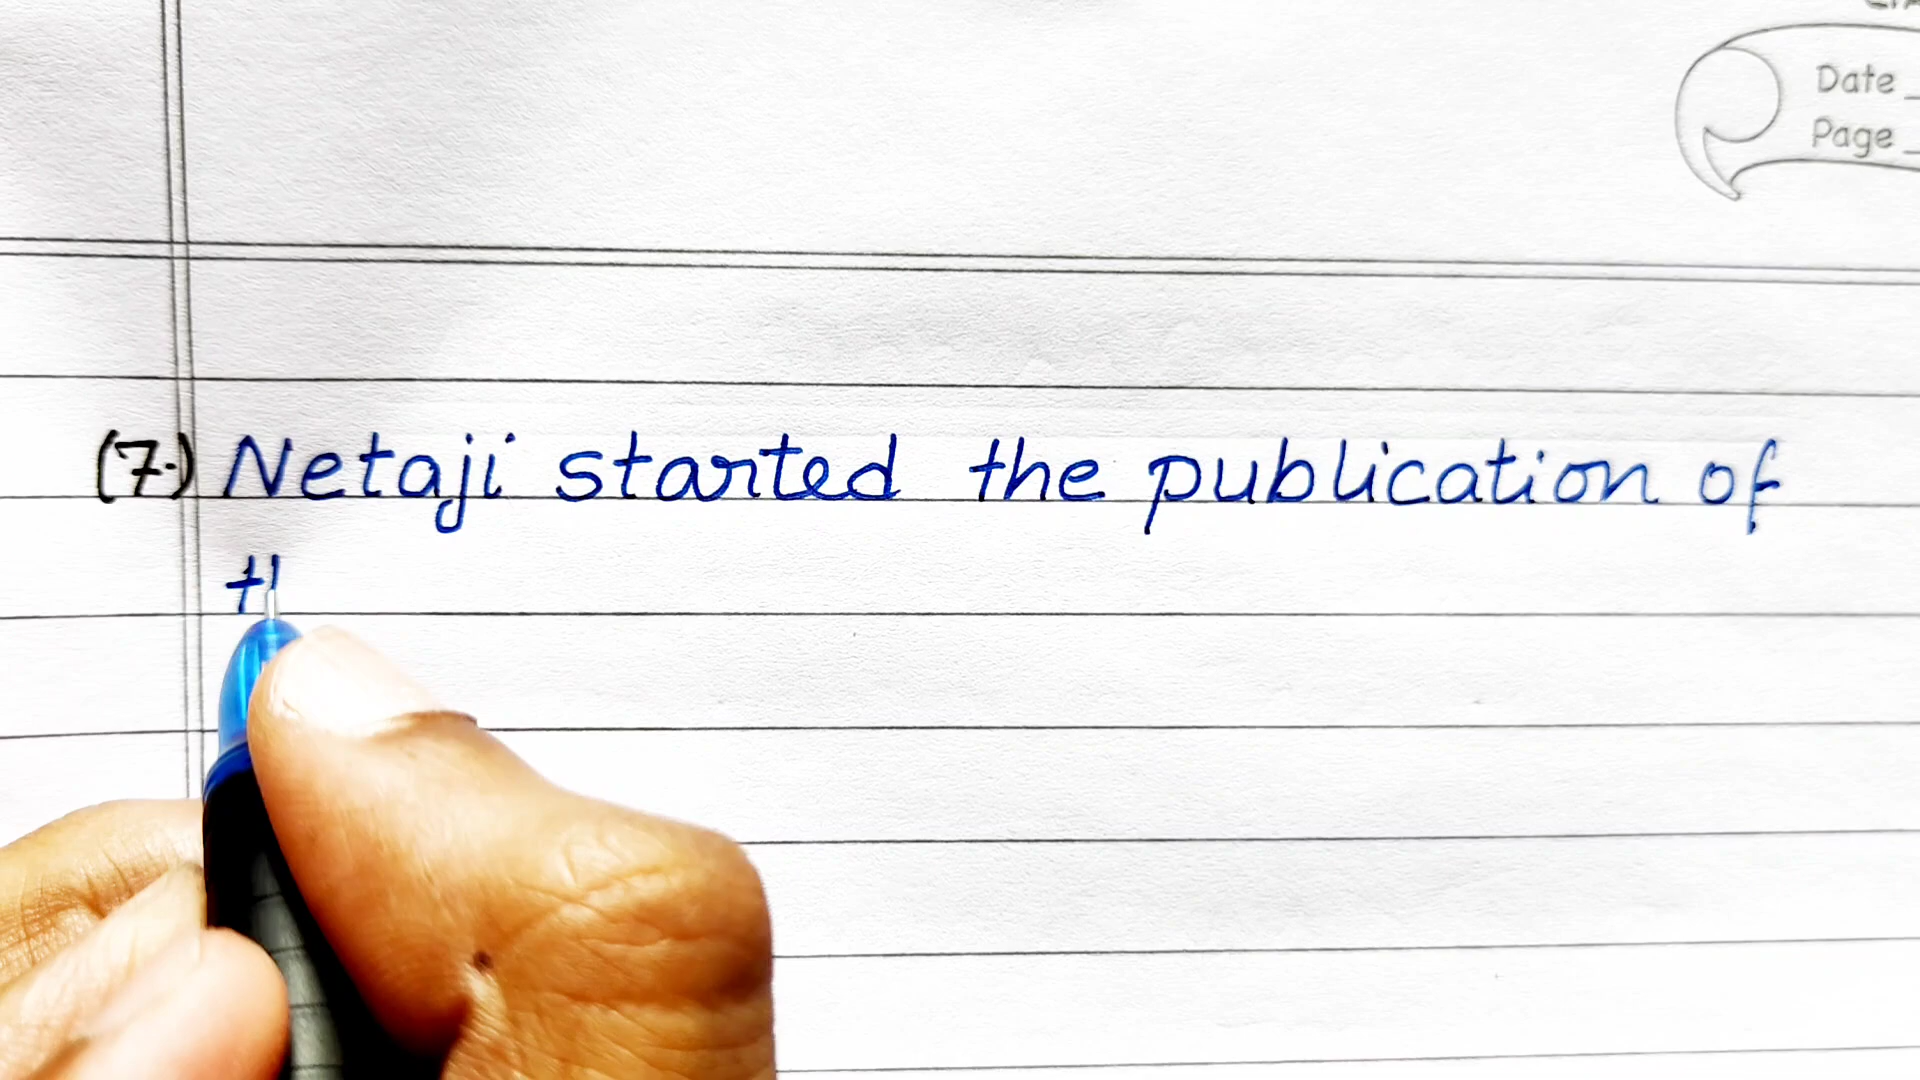 Date
Page
(7.) Netaji started the publication of